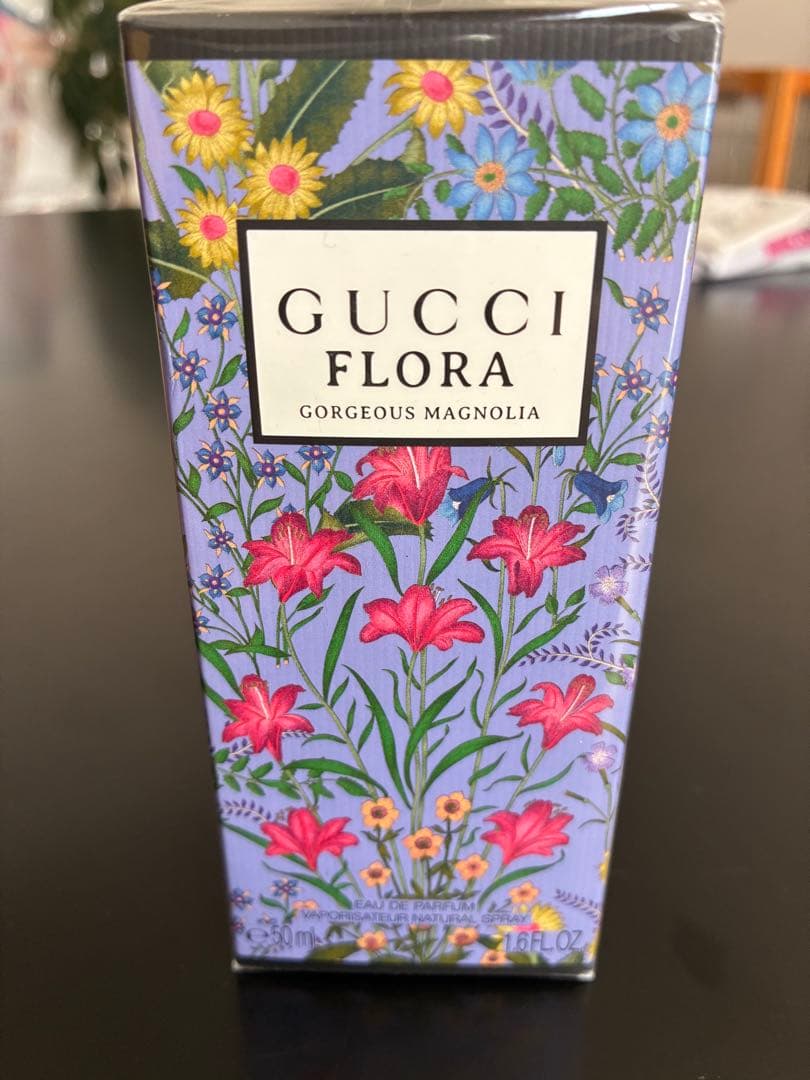 GUCCI
FLORA
GORGEOUS MAGNOLIA
EAU DE PARFUM
VAPORISATEUR NATURAL SPRAY
℮ 50 ml 1.6 FL. OZ.